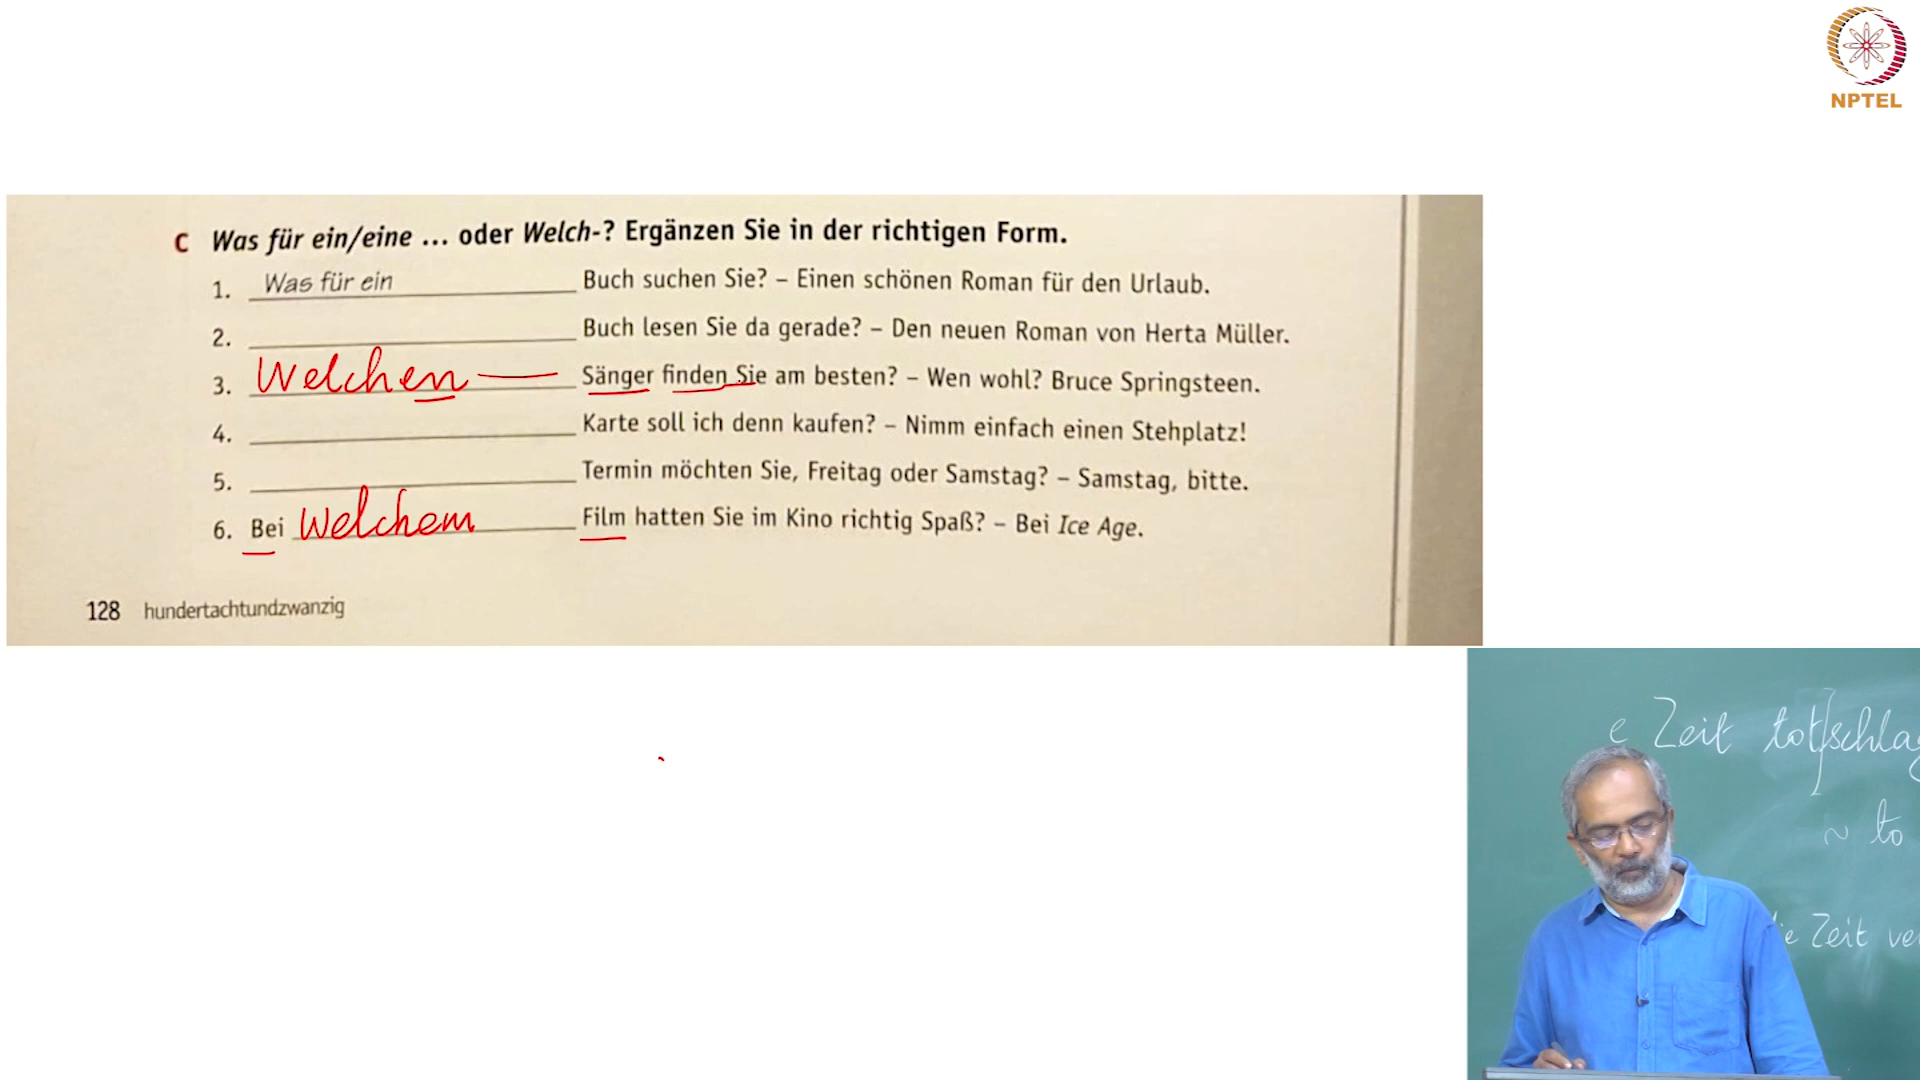 NPTEL
C Was für ein/eine ... oder Welch-? Ergänzen Sie in der richtigen Form.
1. Was für ein Buch suchen Sie? – Einen schönen Roman für den Urlaub.
2. Buch lesen Sie da gerade? – Den neuen Roman von Herta Müller.
3. Welchen Sänger finden Sie am besten? – Wen wohl? Bruce Springsteen.
4. Karte soll ich denn kaufen? – Nimm einfach einen Stehplatz!
5. Termin möchten Sie, Freitag oder Samstag? – Samstag, bitte.
6. Bei Welchem Film hatten Sie im Kino richtig Spaß? – Bei Ice Age.
128 hundertachtundzwanzig
e Zeit tot/schla
~ to
ie Zeit ve